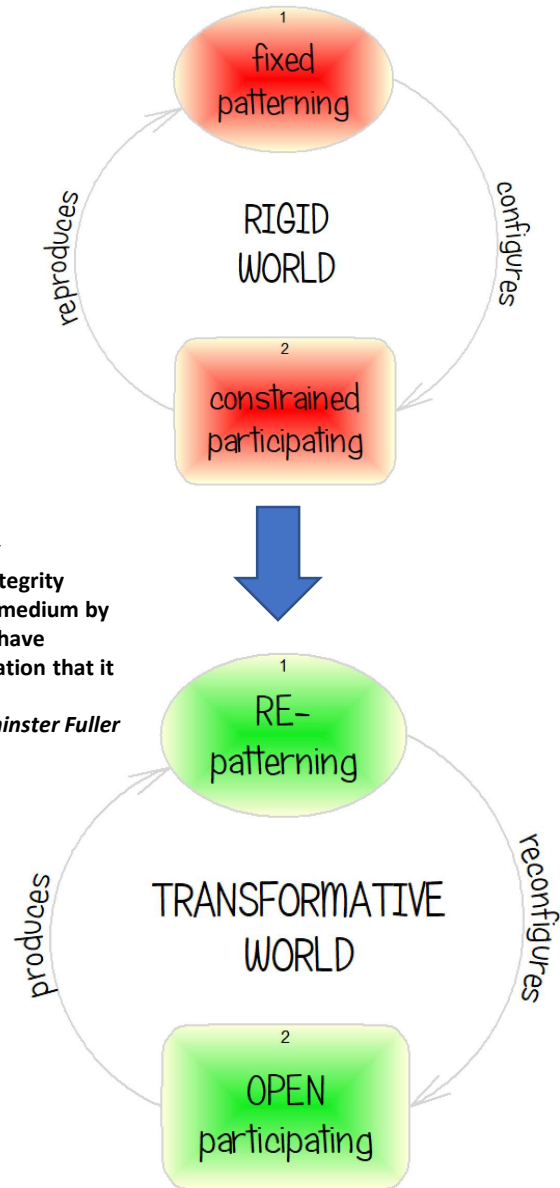 1
fixed
patterning
configures
reproduces
RIGID
WORLD
2
constrained
participating
tegrity
medium by
have
ation that it
inster Fuller
1
RE-
patterning
reconfigures
produces
TRANSFORMATIVE
WORLD
2
OPEN
participating